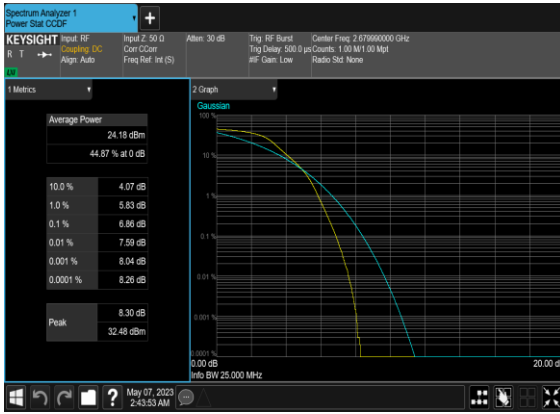 Spectrum Analyzer 1
Power Stat CCDF
KEYSIGHT
R T
LW
Input: RF
Coupling: DC
Align: Auto
Input Z: 50 Ω
Corr CCorr
Freq Ref: Int (S)
Atten: 30 dB
Trig: RF Burst
Trig Delay: 500.0 µs
#IF Gain: Low
Center Freq: 2.679990000 GHz
Counts: 1.00 M/1.00 Mpt
Radio Std: None
1 Metrics
Average Power
24.18 dBm
44.87 % at 0 dB
10.0 % 4.07 dB
1.0 % 5.83 dB
0.1 % 6.86 dB
0.01 % 7.59 dB
0.001 % 8.04 dB
0.0001 % 8.26 dB
Peak
8.30 dB
32.48 dBm
2 Graph
Gaussian
100 %
10 %
1 %
0.1 %
0.01 %
0.001 %
0.0001 %
0.00 dB
20.00 d
Info BW 25.000 MHz
?
May 07, 2023
2:43:53 AM